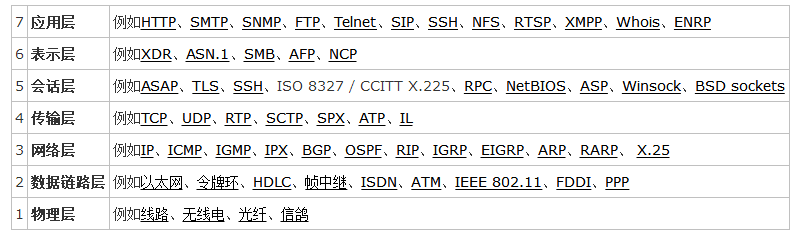 7 应用层 例如HTTP、SMTP、SNMP、FTP、Telnet、SIP、SSH、NFS、RTSP、XMPP、Whois、ENRP
6 表示层 例如XDR、ASN.1、SMB、AFP、NCP
5 会话层 例如ASAP、TLS、SSH、ISO 8327 / CCITT X.225、RPC、NetBIOS、ASP、Winsock、BSD sockets
4 传输层 例如TCP、UDP、RTP、SCTP、SPX、ATP、IL
3 网络层 例如IP、ICMP、IGMP、IPX、BGP、OSPF、RIP、IGRP、EIGRP、ARP、RARP、 X.25
2 数据链路层 例如以太网、令牌环、HDLC、帧中继、ISDN、ATM、IEEE 802.11、FDDI、PPP
1 物理层 例如线路、无线电、光纤、信鸽